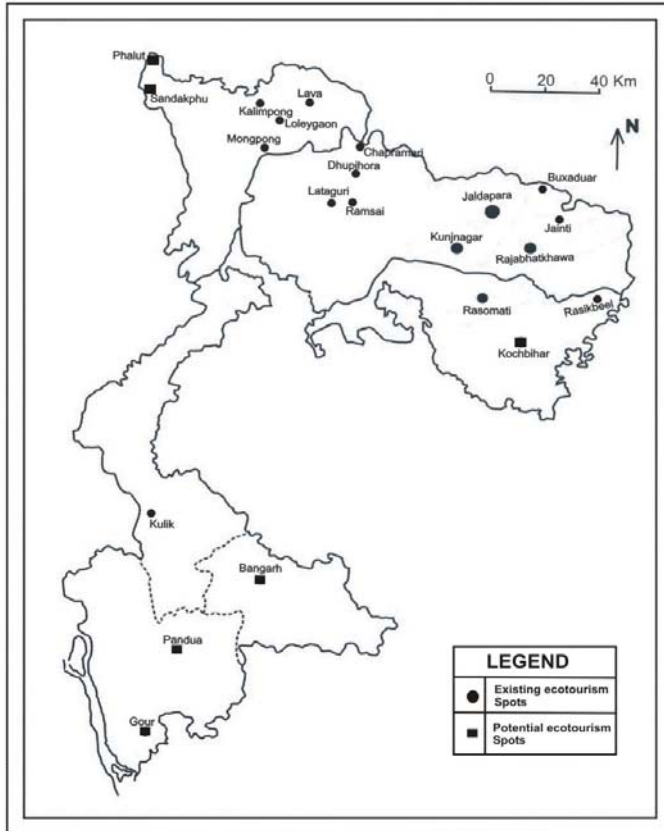 Phalut
Sandakphu
0 20 40 Km
N
Lava
Kalimpong
Loleygaon
Mongpong
Chapramari
Dhupjhora
Lataguri
Ramsai
Buxaduar
Jaldapara
Jainti
Kunjnagar
Rajabhatkhawa
Rasomati
Rasikbeel
Kochbihar
Kulik
Bangarh
Pandua
Gour
LEGEND
Existing ecotourism
Spots
Potential ecotourism
Spots